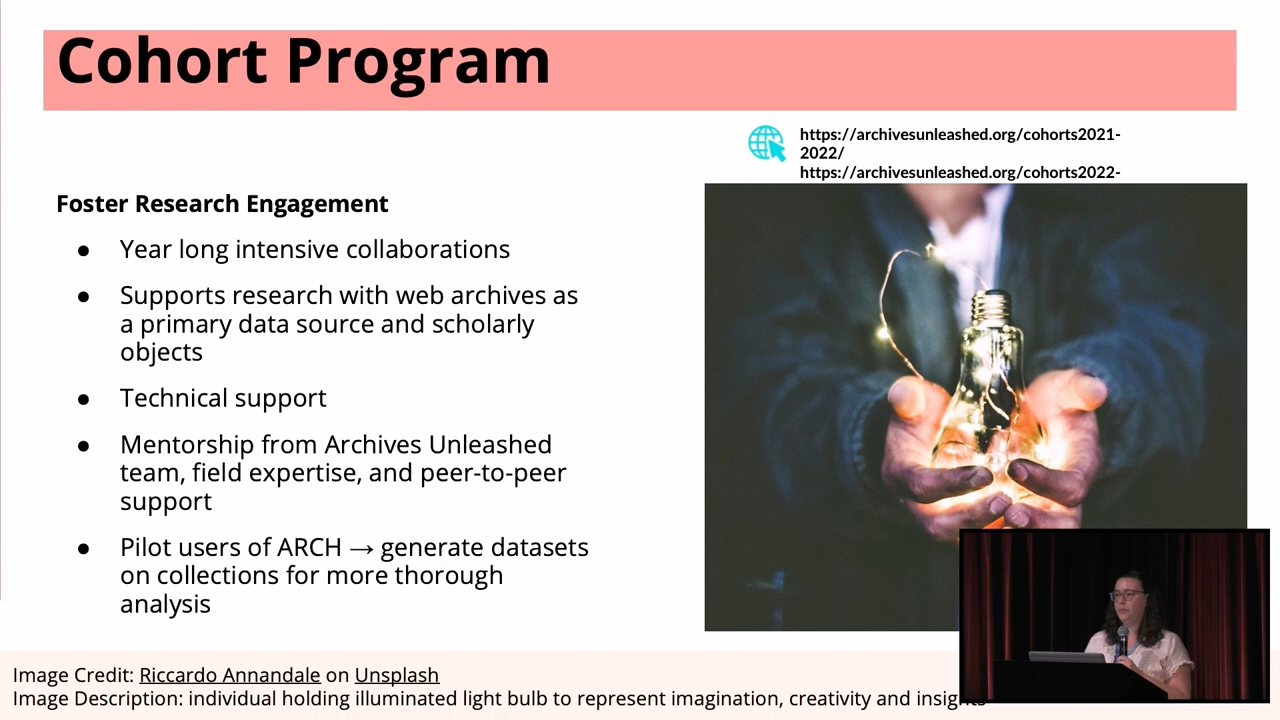 Cohort Program
https://archivesunleashed.org/cohorts2021-
2022/
https://archivesunleashed.org/cohorts2022-
Foster Research Engagement
● Year long intensive collaborations
● Supports research with web archives as
a primary data source and scholarly
objects
● Technical support
● Mentorship from Archives Unleashed
team, field expertise, and peer-to-peer
support
● Pilot users of ARCH → generate datasets
on collections for more thorough
analysis
Image Credit: Riccardo Annandale on Unsplash
Image Description: individual holding illuminated light bulb to represent imagination, creativity and insights